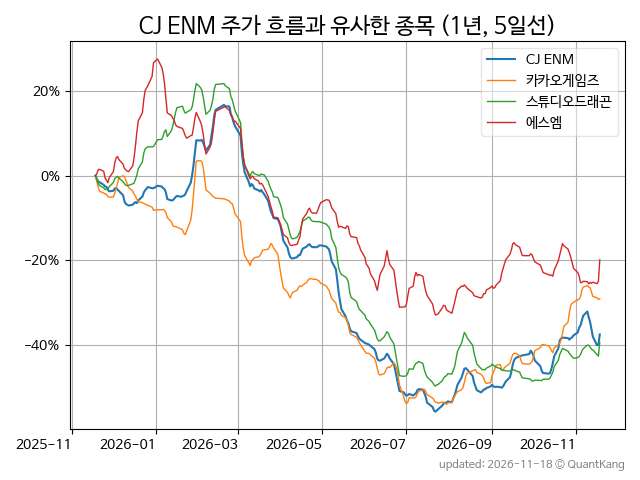 CJ ENM 주가 흐름과 유사한 종목 (1년, 5일선)
CJ ENM
카카오게임즈
스튜디오드래곤
에스엠
20%
0%
−20%
−40%
2025-11
2026-01
2026-03
2026-05
2026-07
2026-09
2026-11
updated: 2026-11-18 © QuantKang